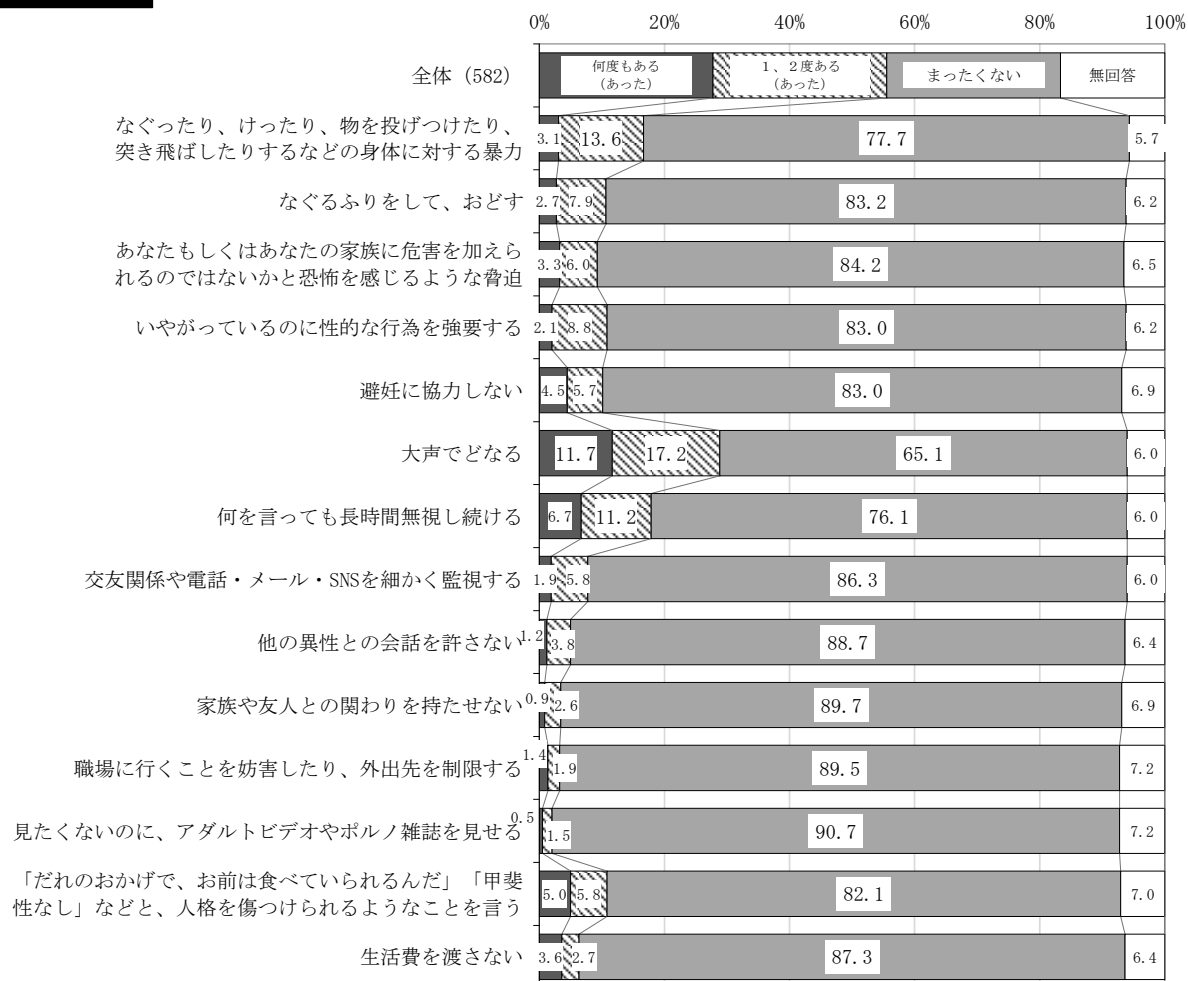 0%
20%
40%
60%
80%
100%
全体 (582)
何度もある
(あった)
1、2度ある
(あった)
まったくない
無回答
なぐったり、けったり、物を投げつけたり、
突き飛ばしたりするなどの身体に対する暴力
3.1
13.6
77.7
5.7
なぐるふりをして、おどす
2.7
7.9
83.2
6.2
あなたもしくはあなたの家族に危害を加えら
れるのではないかと恐怖を感じるような脅迫
3.3
6.0
84.2
6.5
いやがっているのに性的な行為を強要する
2.1
8.8
83.0
6.2
避妊に協力しない
4.5
5.7
83.0
6.9
大声でどなる
11.7
17.2
65.1
6.0
何を言っても長時間無視し続ける
6.7
11.2
76.1
6.0
交友関係や電話・メール・SNSを細かく監視する
1.9
5.8
86.3
6.0
他の異性との会話を許さない
1.2
3.8
88.7
6.4
家族や友人との関わりを持たせない
0.9
2.6
89.7
6.9
職場に行くことを妨害したり、外出先を制限する
1.4
1.9
89.5
7.2
見たくないのに、アダルトビデオやポルノ雑誌を見せる
0.5
1.5
90.7
7.2
「だれのおかげで、お前は食べていられるんだ」「甲斐
性なし」などと、人格を傷つけられるようなことを言う
5.0
5.8
82.1
7.0
生活費を渡さない
3.6
2.7
87.3
6.4